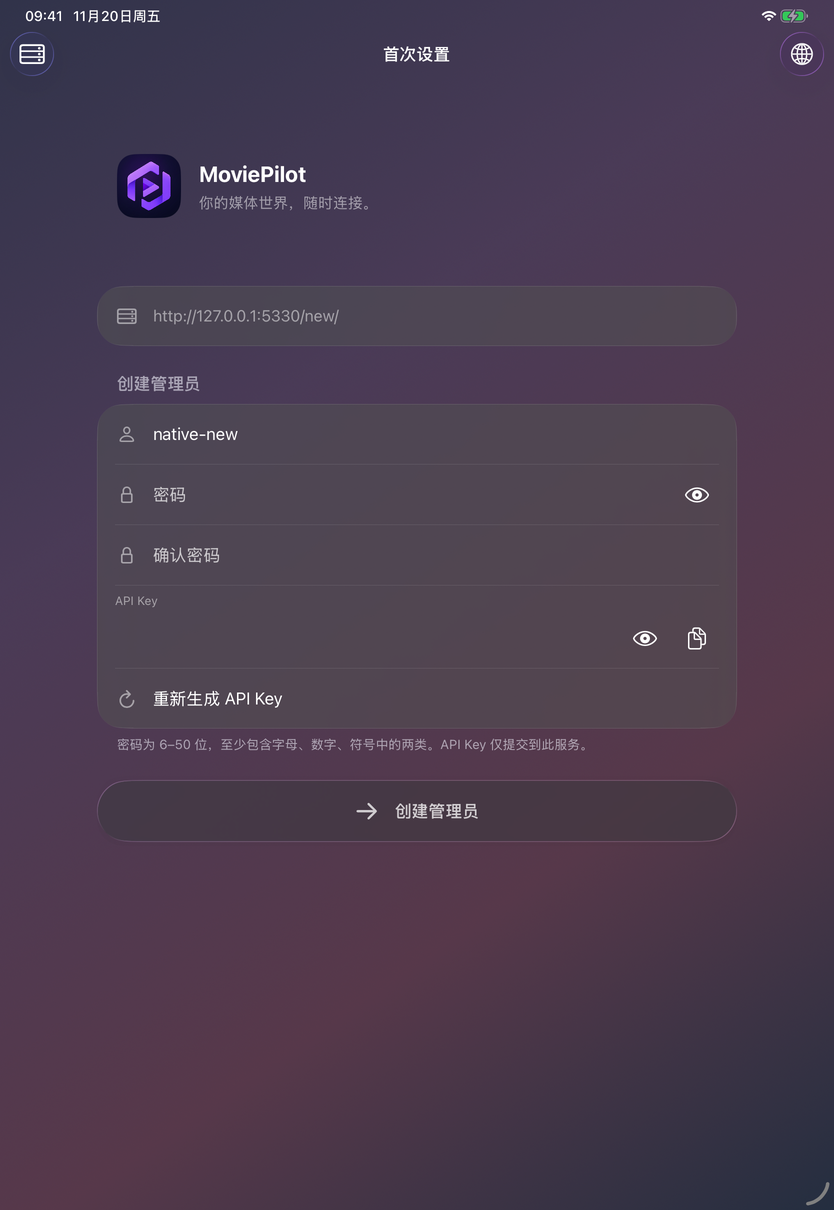 09:41 11月20日周五
首次设置
MoviePilot
你的媒体世界，随时连接。
http://127.0.0.1:5330/new/
创建管理员
native-new
密码
确认密码
API Key
重新生成 API Key
密码为 6–50 位，至少包含字母、数字、符号中的两类。API Key 仅提交到此服务。
创建管理员